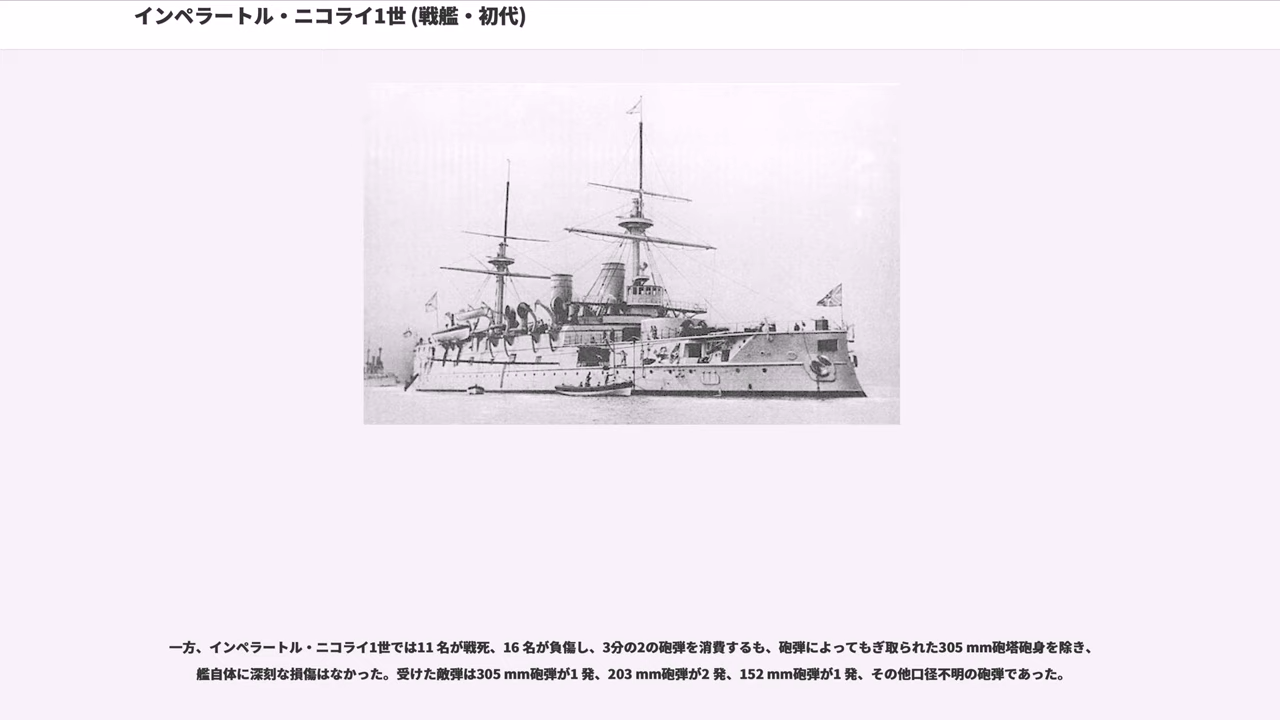 インペラートル・ニコライ1世 (戦艦・初代)
一方、インペラートル・ニコライ1世では11 名が戦死、16 名が負傷し、3分の2の砲弾を消費するも、砲弾によってもぎ取られた305 mm砲塔砲身を除き、
艦自体に深刻な損傷はなかった。受けた敵弾は305 mm砲弾が1 発、203 mm砲弾が2 発、152 mm砲弾が1 発、その他口径不明の砲弾であった。